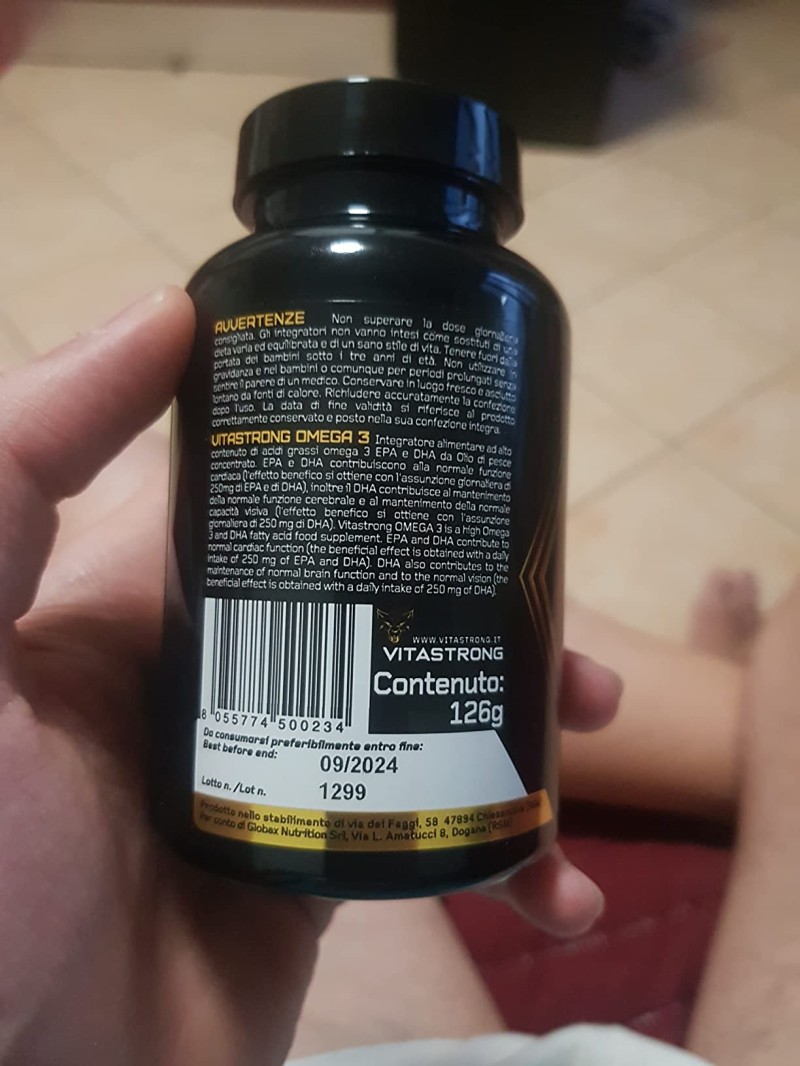 AVVERTENZE Non superare la dose giornaliera
consigliata. Gli integratori non vanno intesi come sostituti di una
dieta varia ed equilibrata e di un sano stile di vita. Tenere fuori dalla
portata dei bambini sotto i tre anni di età. Non utilizzare in
gravidanza e nei bambini o comunque per periodi prolungati senza
sentire il parere di un medico. Conservare in luogo fresco e asciutto
lontano da fonti di calore. Richiudere accuratamente la confezione
dopo l'uso. La data di fine validità si riferisce al prodotto
correttamente conservato e posto nella sua confezione integra.
VITASTRONG OMEGA 3 Integratore alimentare ad alto
contenuto di acidi grassi omega 3 EPA e DHA da Olio di pesce
concentrato. EPA e DHA contribuiscono alla normale funzione
cardiaca (l'effetto benefico si ottiene con l'assunzione giornaliera di
250mg di EPA e di DHA), inoltre il DHA contribuisce al mantenimento
della normale funzione cerebrale e al mantenimento della normale
capacità visiva (l'effetto benefico si ottiene con l'assunzione
giornaliera di 250 mg di DHA). Vitastrong OMEGA 3 is a high Omega
3 and DHA fatty acid food supplement. EPA and DHA contribute to
normal cardiac function (the beneficial effect is obtained with a daily
intake of 250 mg of EPA and DHA). DHA also contributes to the
maintenance of normal brain function and to the normal vision (the
beneficial effect is obtained with a daily intake of 250 mg of DHA).
WWW.VITASTRONG.IT
VITASTRONG
Contenuto:
126g
8 055774 500234
Da consumarsi preferibilmente entro fine:
Best before end:
09/2024
Lotto n. /Lot n.
1299
Prodotto nello stabilimento di via dei Faggi, 58 47894 Chiesanuova
Per conto di Globax Nutrition Srl, Via L. Amatucci 8, Dogana (RSM)